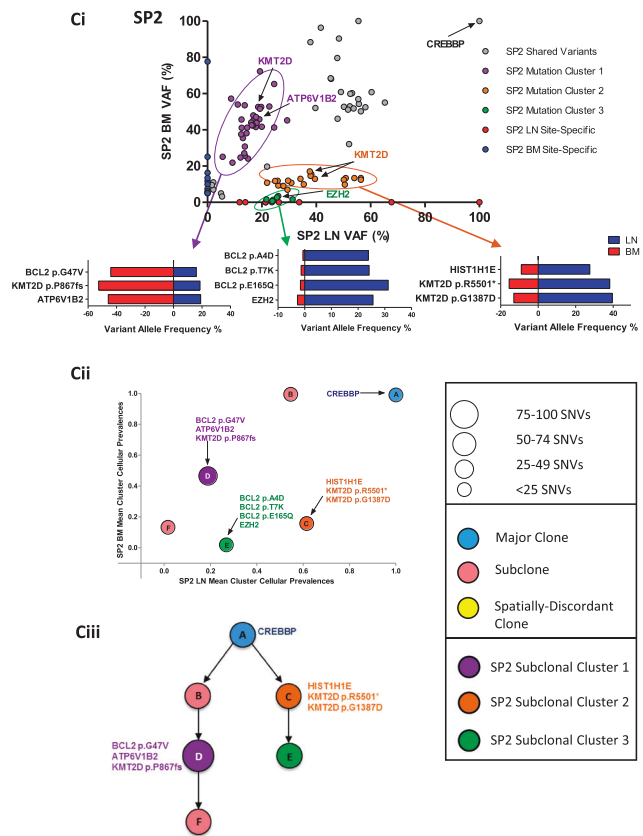 Ci
SP2
SP2 BM VAF (%)
100
80
60
40
20
0
0
20
40
60
80
100
SP2 LN VAF (%)
KMT2D
ATP6V1B2
CREBBP
KMT2D
EZH2
SP2 Shared Variants
SP2 Mutation Cluster 1
SP2 Mutation Cluster 2
SP2 Mutation Cluster 3
SP2 LN Site-Specific
SP2 BM Site-Specific
LN
BM
BCL2 p.G47V
KMT2D p.P867fs
ATP6V1B2
-60 -40 -20 0 20 40
Variant Allele Frequency %
BCL2 p.A4D
BCL2 p.T7K
BCL2 p.E165Q
EZH2
-10 0 10 20 30 40
Variant Allele Frequency %
HIST1H1E
KMT2D p.R5501*
KMT2D p.G1387D
-40 -20 0 20 40
Variant Allele Frequency %
Cii
SP2 BM Mean Cluster Cellular Prevalences
1.0
0.8
0.6
0.4
0.2
0.0
0.0 0.2 0.4 0.6 0.8 1.0
SP2 LN Mean Cluster Cellular Prevalences
B
CREBBP
A
BCL2 p.G47V
ATP6V1B2
KMT2D p.P867fs
D
BCL2 p.A4D
BCL2 p.T7K
BCL2 p.E165Q
EZH2
HIST1H1E
KMT2D p.R5501*
KMT2D p.G1387D
F
E
C
75-100 SNVs
50-74 SNVs
25-49 SNVs
<25 SNVs
Major Clone
Subclone
Spatially-Discordant
Clone
SP2 Subclonal Cluster 1
SP2 Subclonal Cluster 2
SP2 Subclonal Cluster 3
Ciii
A
CREBBP
B
C
HIST1H1E
KMT2D p.R5501*
KMT2D p.G1387D
BCL2 p.G47V
ATP6V1B2
KMT2D p.P867fs
D
E
F